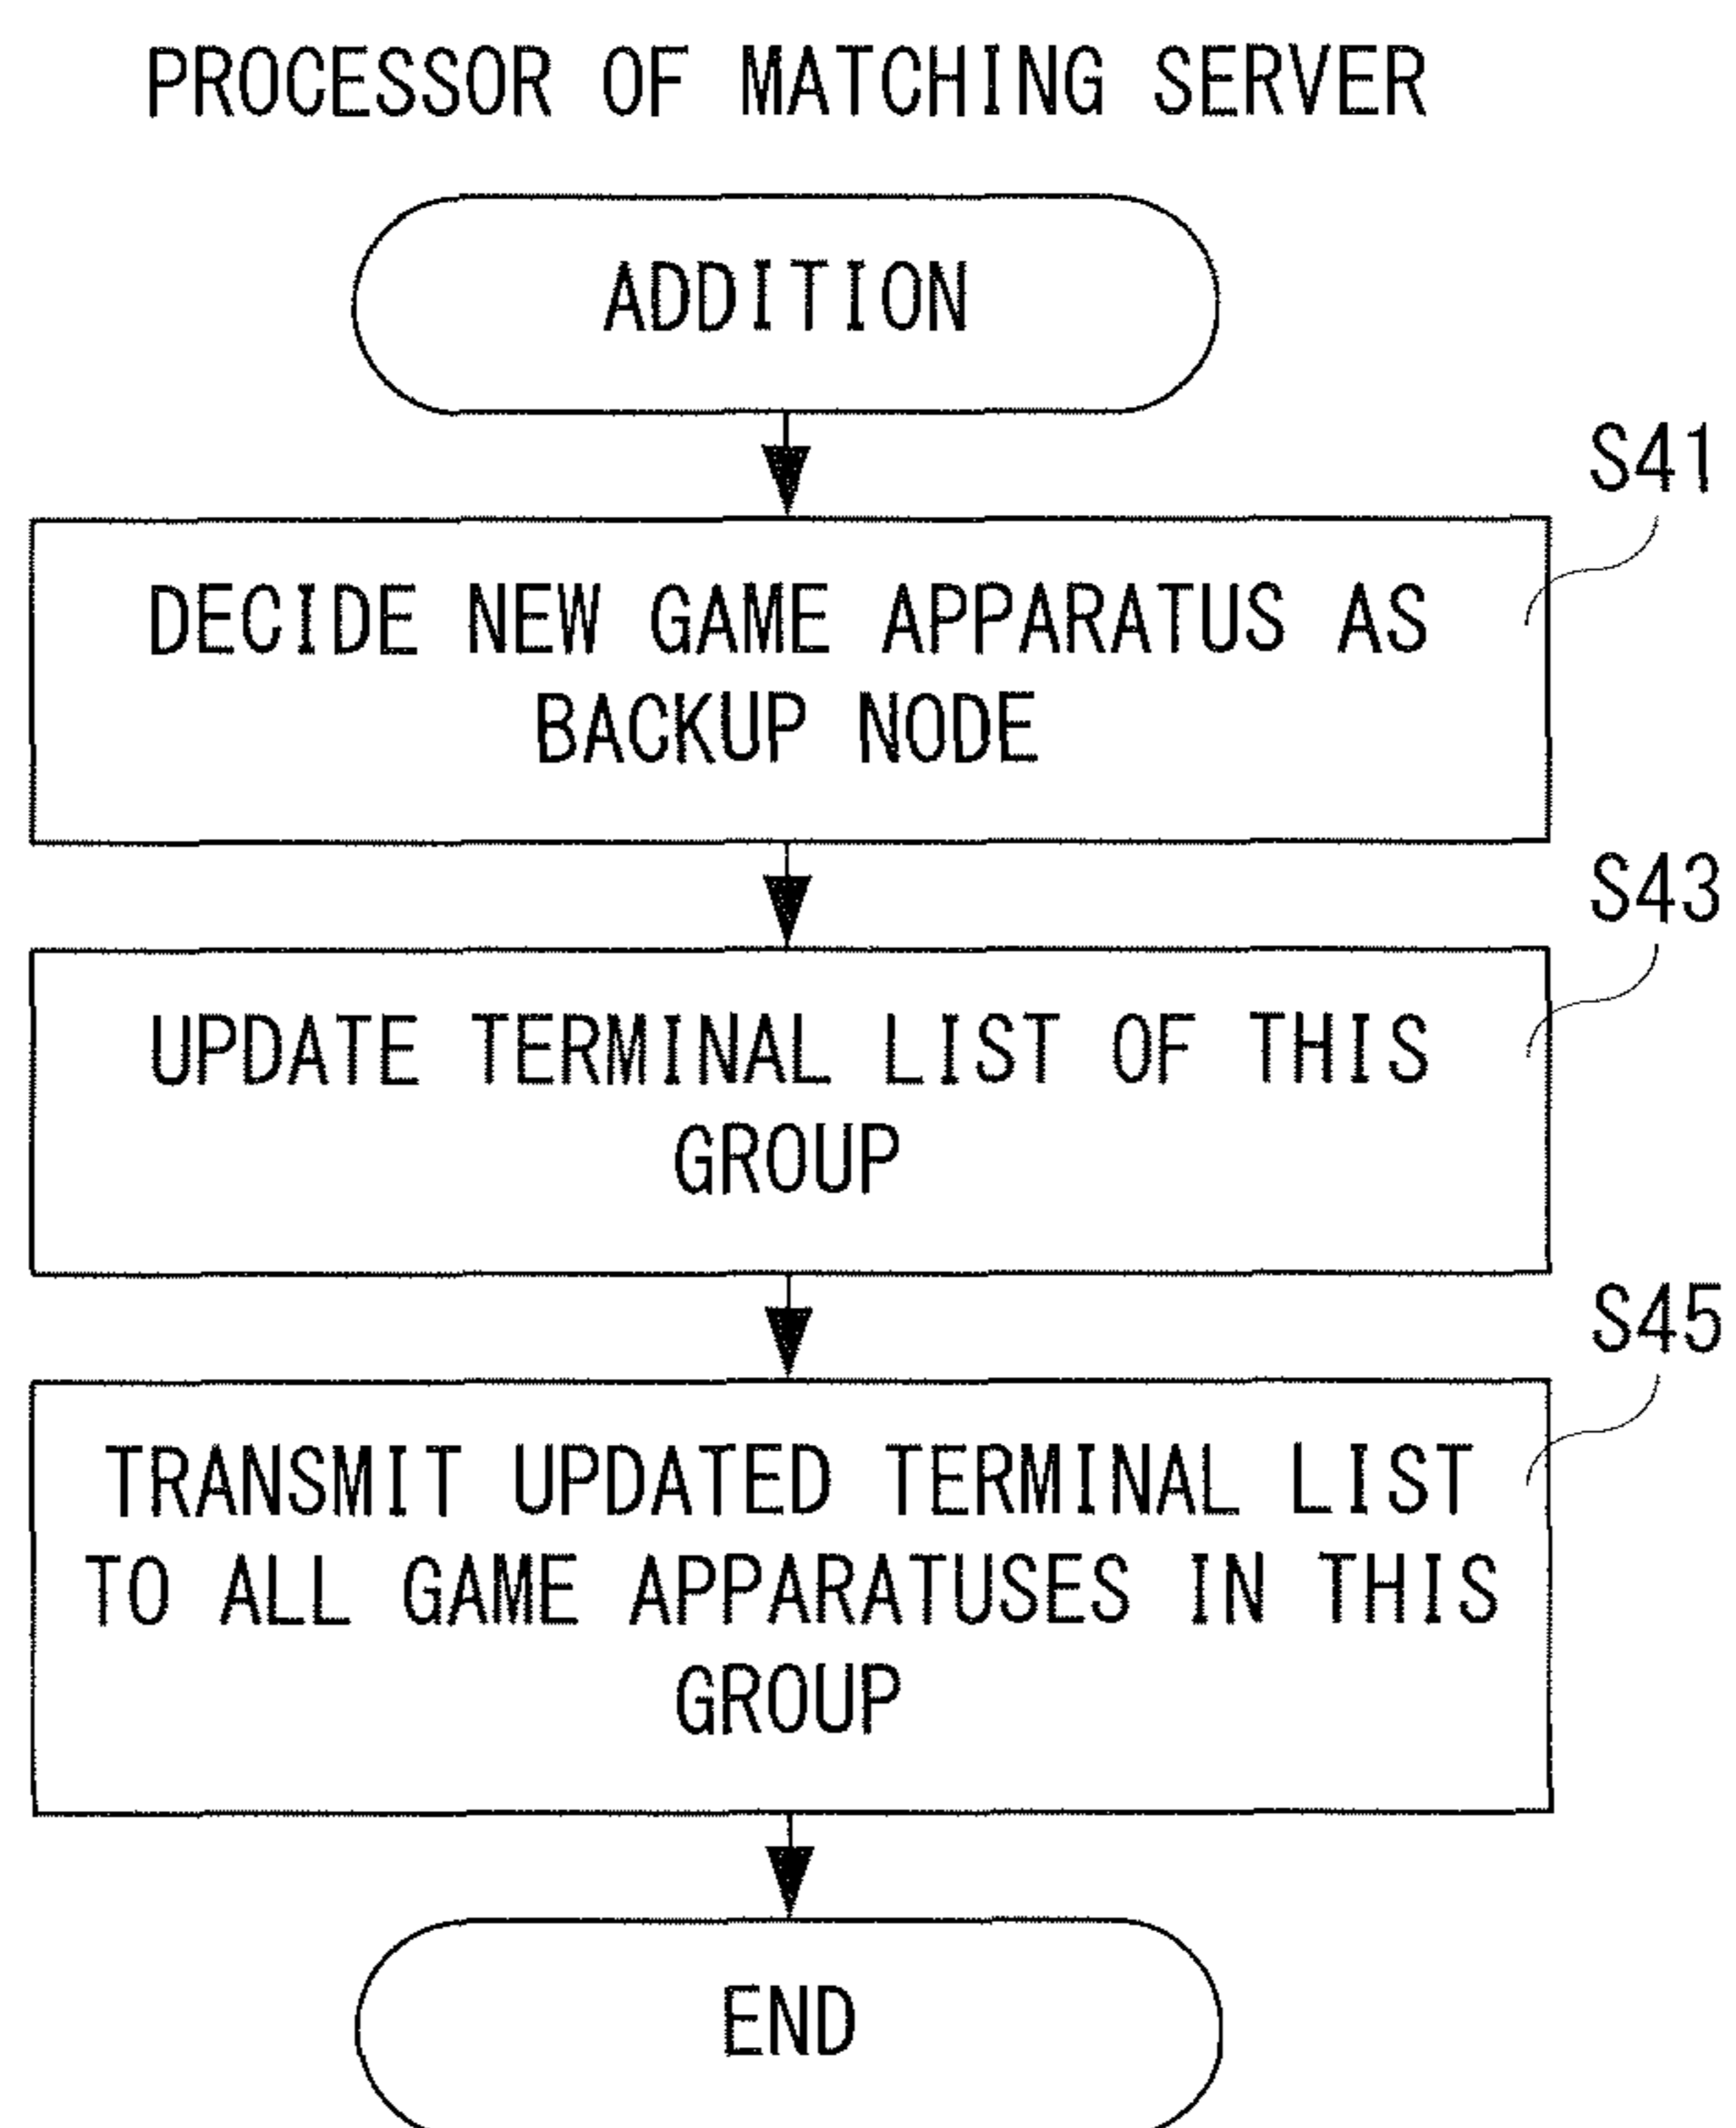 PROCESSOR OF MATCHING SERVER
ADDITION
S41
DECIDE NEW GAME APPARATUS AS
BACKUP NODE
S43
UPDATE TERMINAL LIST OF THIS
GROUP
S45
TRANSMIT UPDATED TERMINAL LIST
TO ALL GAME APPARATUSES IN THIS
GROUP
END